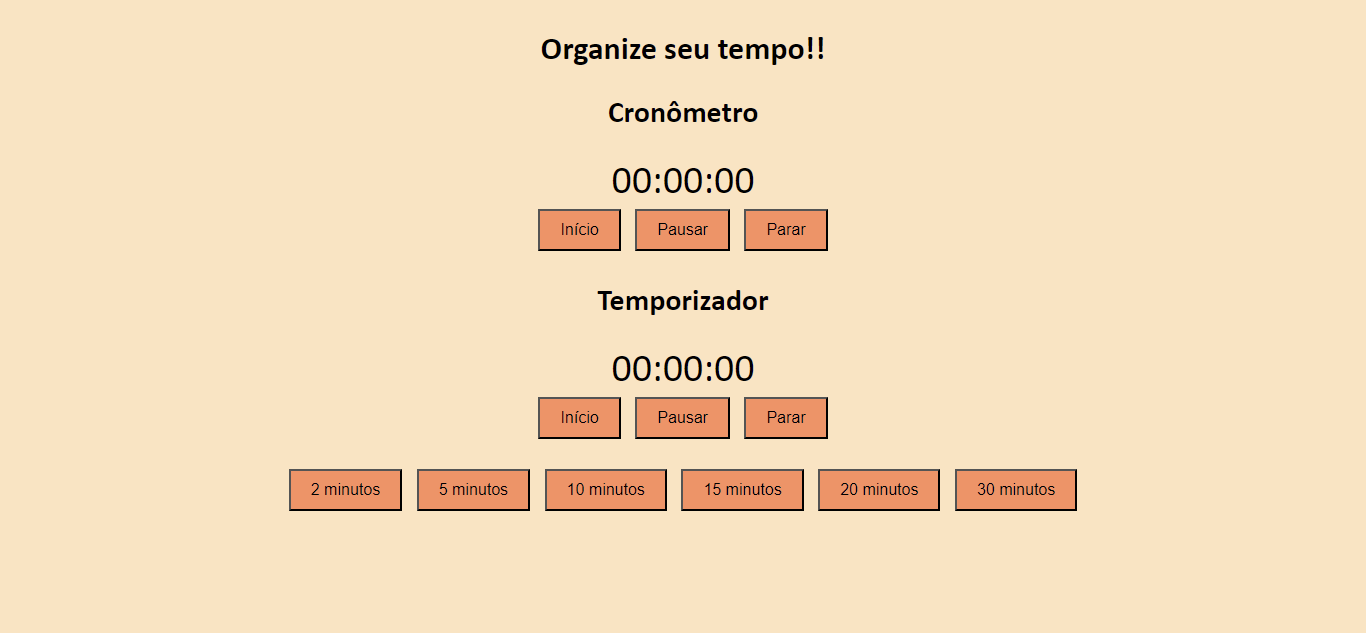 Organize seu tempo!!
Cronômetro
00:00:00
Início Pausar Parar
Temporizador
00:00:00
Início Pausar Parar
2 minutos 5 minutos 10 minutos 15 minutos 20 minutos 30 minutos